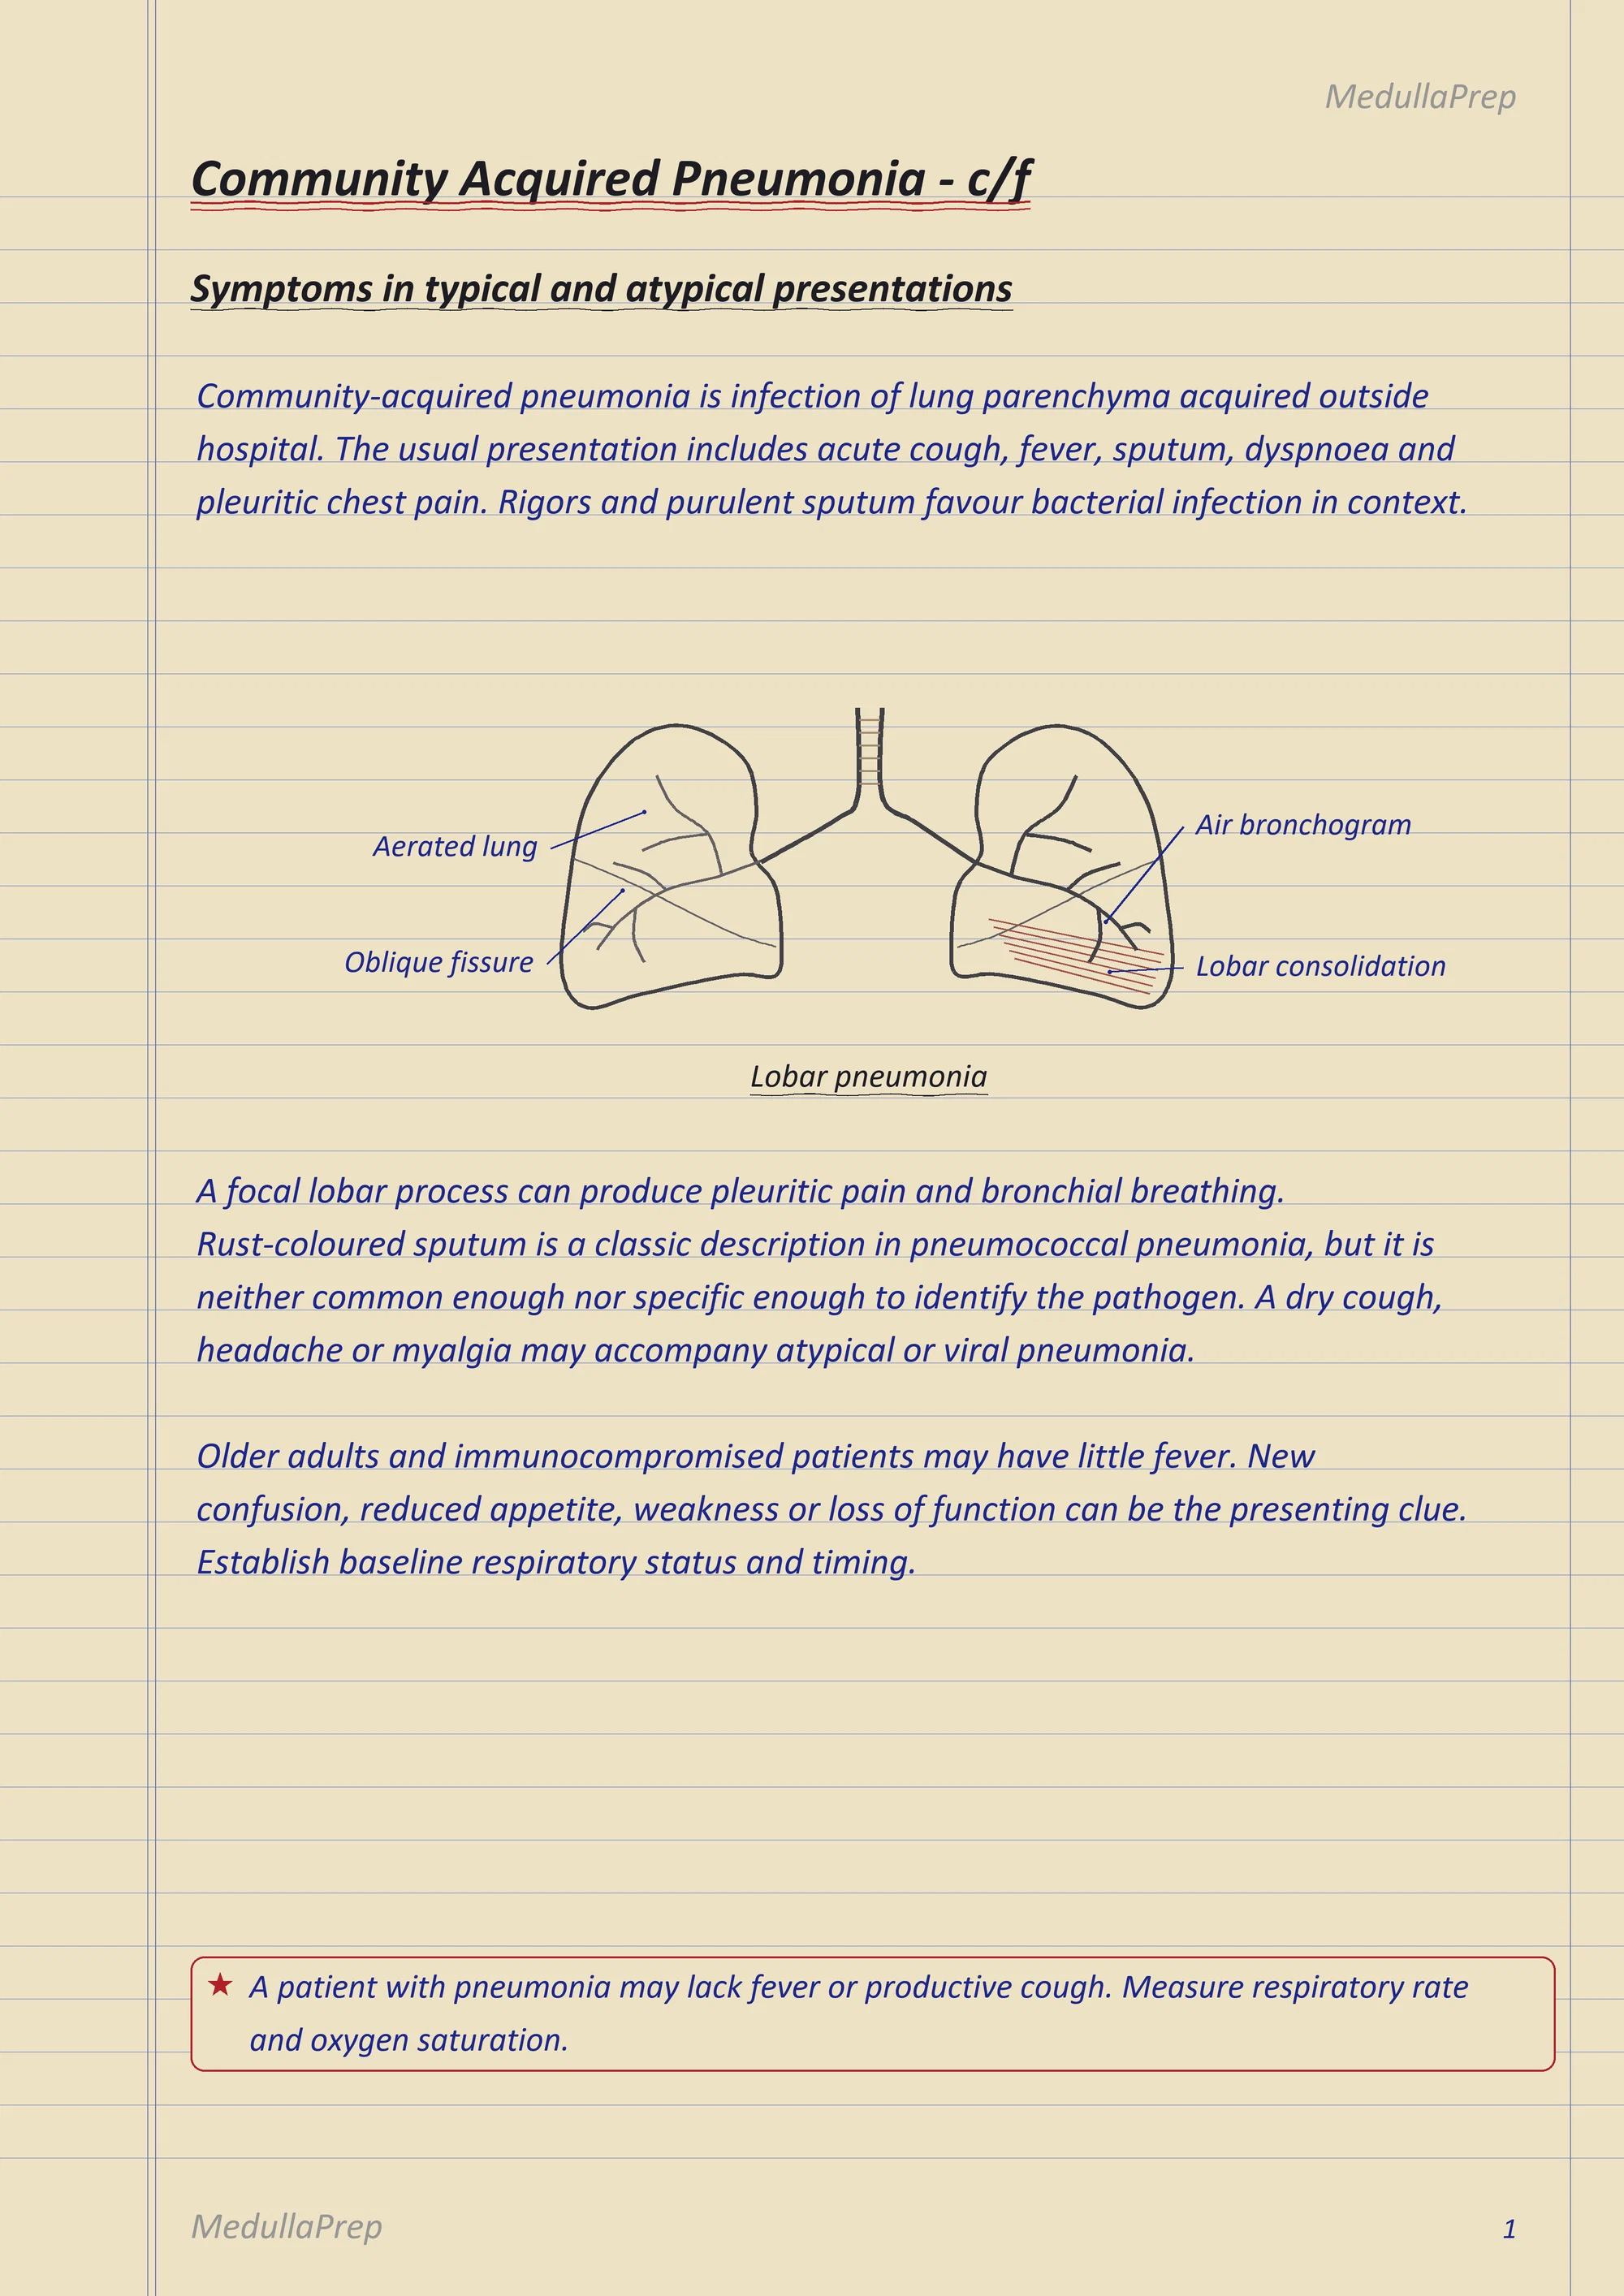 MedullaPrep
Community Acquired Pneumonia - c/f
Symptoms in typical and atypical presentations
Community-acquired pneumonia is infection of lung parenchyma acquired outside
hospital. The usual presentation includes acute cough, fever, sputum, dyspnoea and
pleuritic chest pain. Rigors and purulent sputum favour bacterial infection in context.
Aerated lung
Air bronchogram
Oblique fissure
Lobar consolidation
Lobar pneumonia
A focal lobar process can produce pleuritic pain and bronchial breathing.
Rust-coloured sputum is a classic description in pneumococcal pneumonia, but it is
neither common enough nor specific enough to identify the pathogen. A dry cough,
headache or myalgia may accompany atypical or viral pneumonia.
Older adults and immunocompromised patients may have little fever. New
confusion, reduced appetite, weakness or loss of function can be the presenting clue.
Establish baseline respiratory status and timing.
★ A patient with pneumonia may lack fever or productive cough. Measure respiratory rate
and oxygen saturation.
MedullaPrep
1